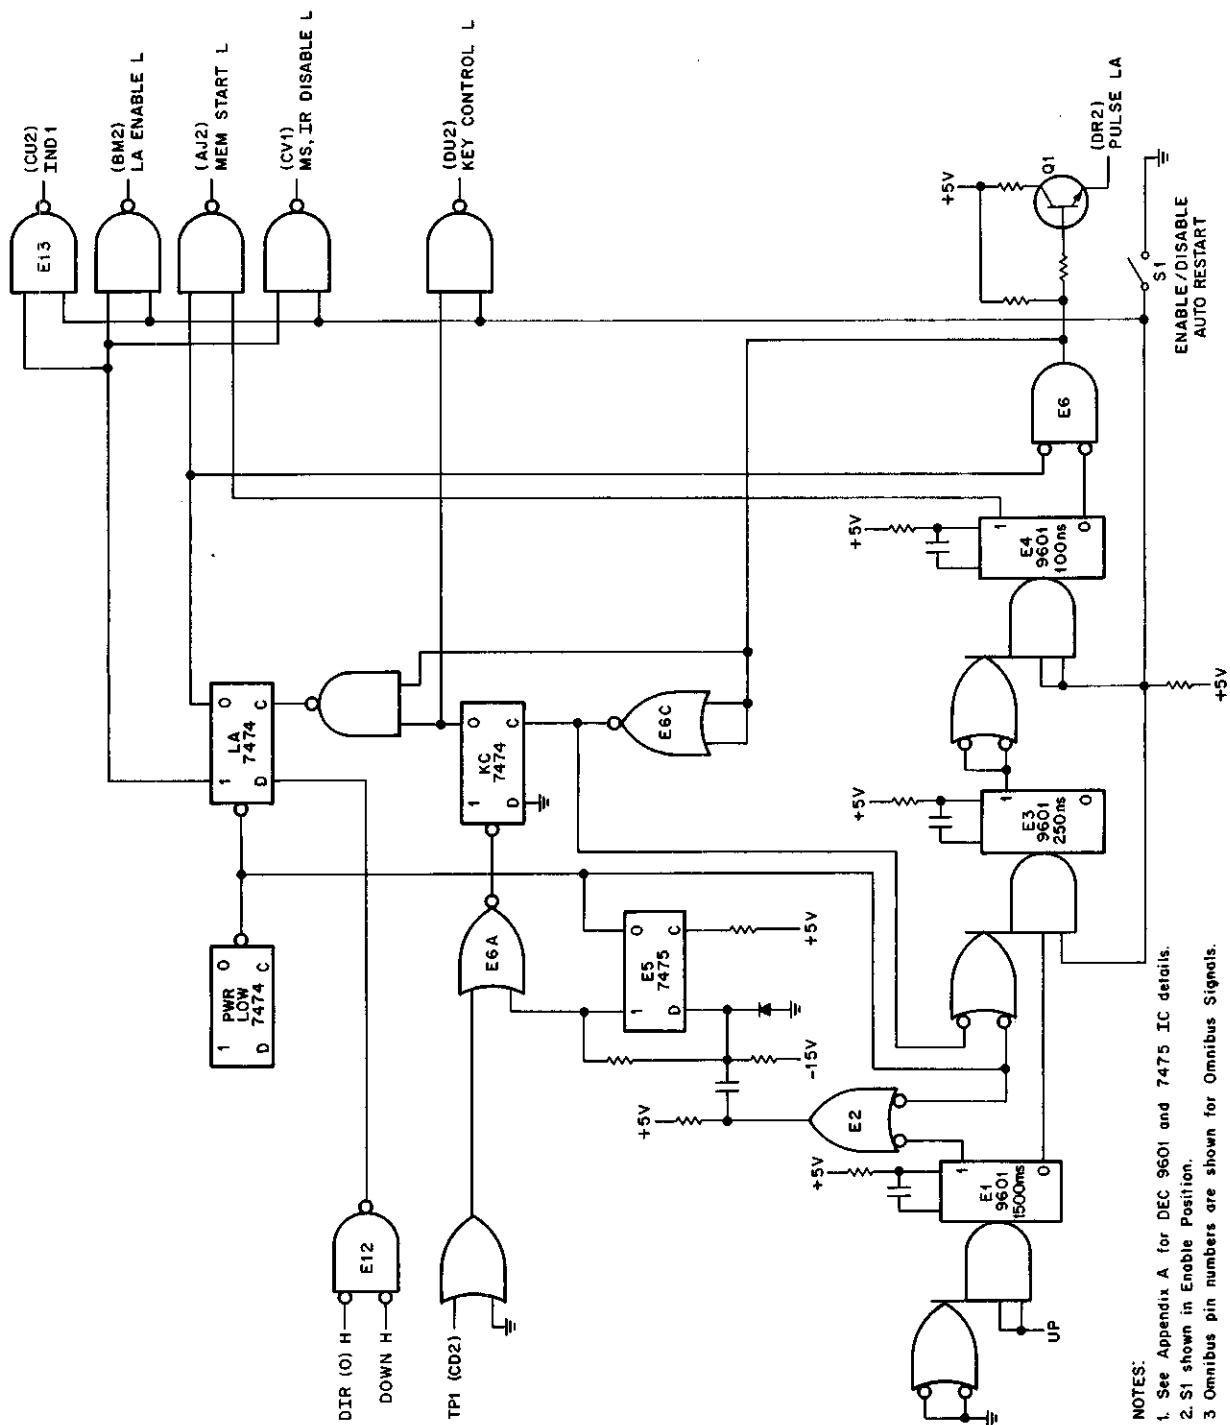 (CU2)
IND1
(BM2)
LA ENABLE L
(AJ2)
MEM START L
(CV1)
MS, IR DISABLE L
(DU2)
KEY CONTROL L
E13
+5V
Q1
(DR2)
PULSE LA
S1
ENABLE/DISABLE
AUTO RESTART
E6
+5V
1
E4
9601
100ns
0
0
LA
7474
1
C
D
0
KC
7474
1
C
D
E6C
+5V
+5V
1
E3
9601
250ns
0
0
PWR
LOW
7474
1
C
D
E6A
0
E5
7475
1
C
D
+5V
-15V
+5V
E2
+5V
1
E1
9601
1500ms
0
E12
DIR (0) H
DOWN H
TP1 (CD2)
UP
NOTES:
1. See Appendix A for DEC 9601 and 7475 IC details.
2. S1 shown in Enable Position.
3 Omnibus pin numbers are shown for Omnibus Signals.